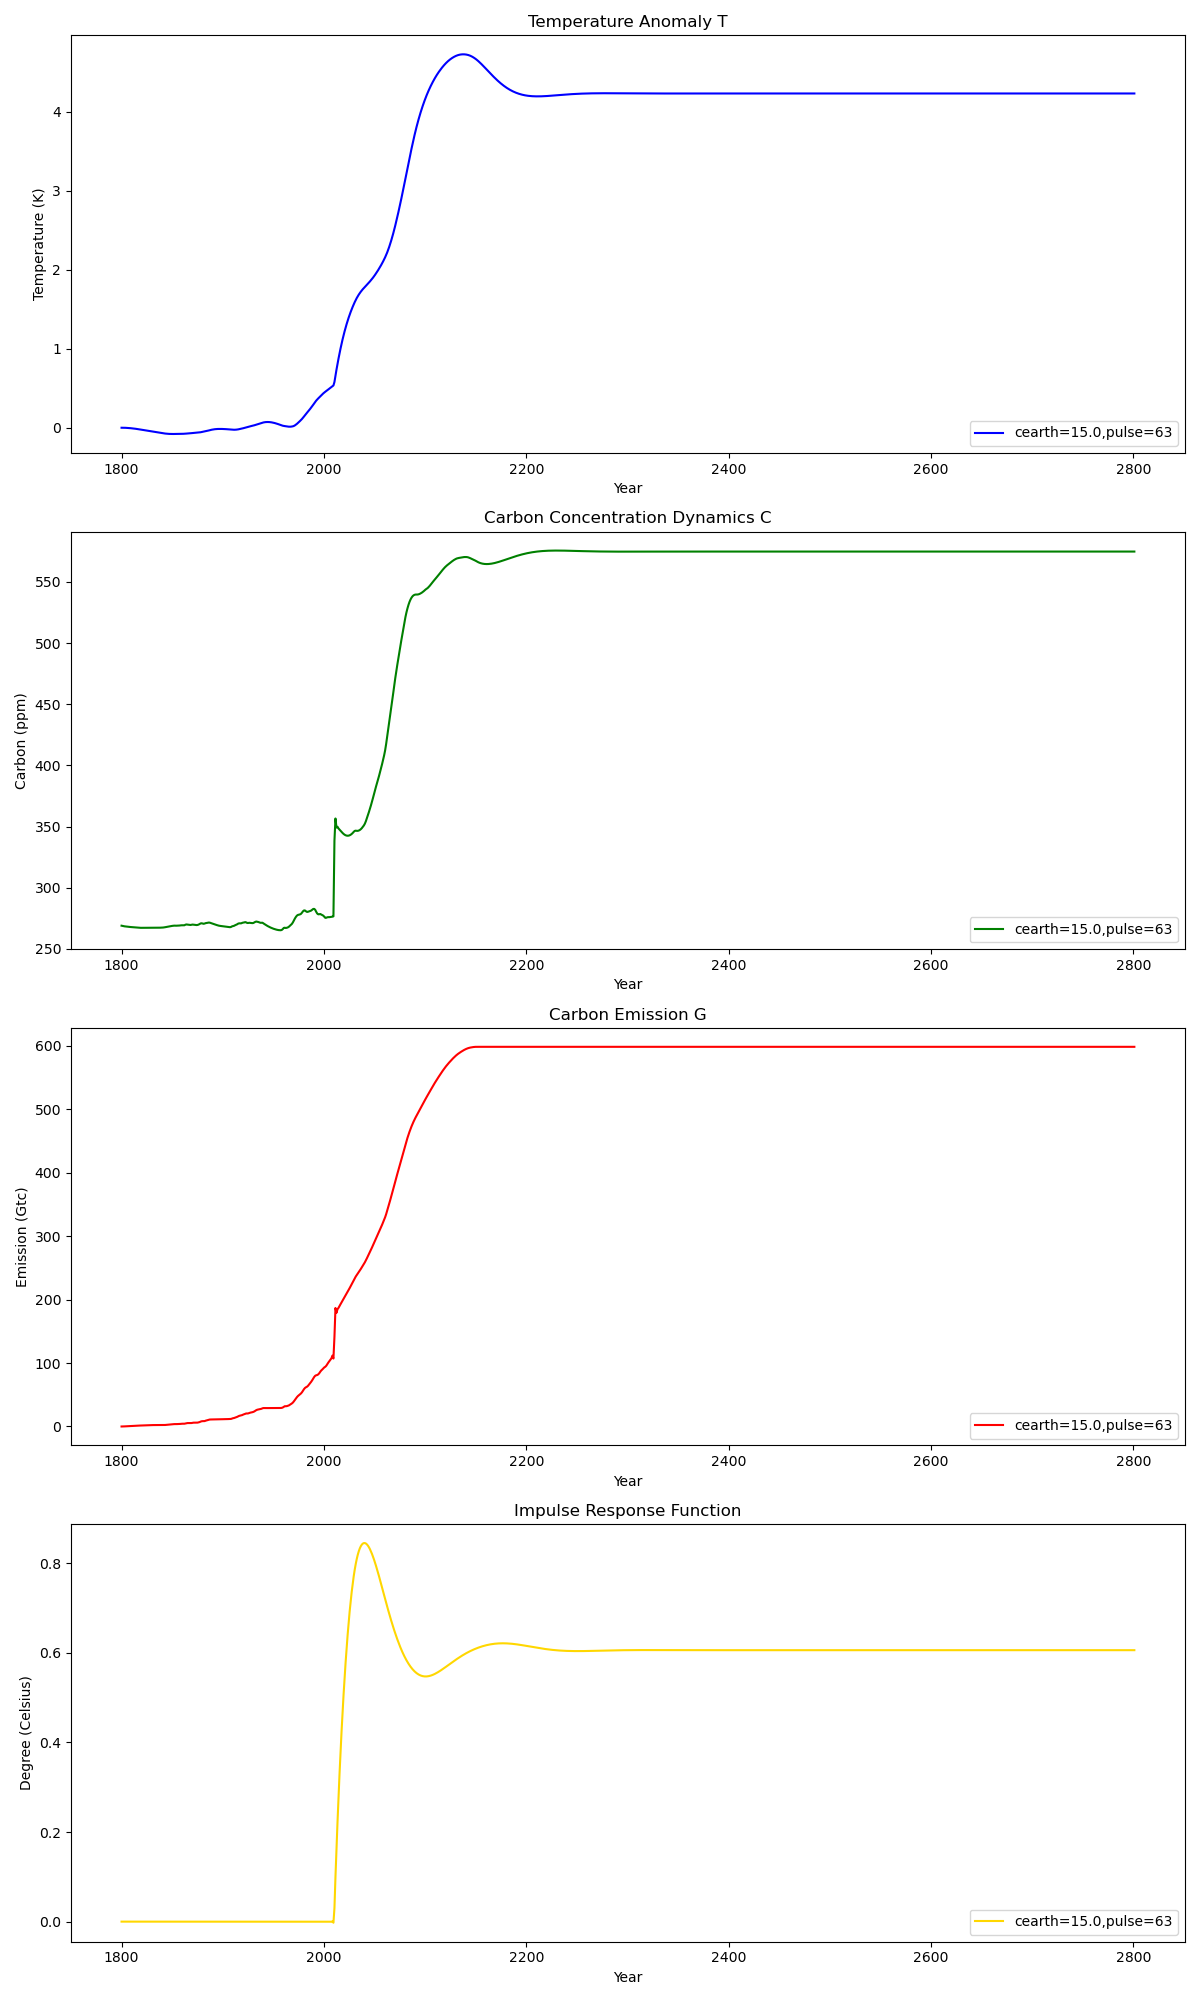 Temperature Anomaly T
Temperature (K)
4
3
2
1
0
1800 2000 2200 2400 2600 2800
Year
cearth=15.0,pulse=63
Carbon Concentration Dynamics C
Carbon (ppm)
550
500
450
400
350
300
250
1800 2000 2200 2400 2600 2800
Year
cearth=15.0,pulse=63
Carbon Emission G
Emission (Gtc)
600
500
400
300
200
100
0
1800 2000 2200 2400 2600 2800
Year
cearth=15.0,pulse=63
Impulse Response Function
Degree (Celsius)
0.8
0.6
0.4
0.2
0.0
1800 2000 2200 2400 2600 2800
Year
cearth=15.0,pulse=63